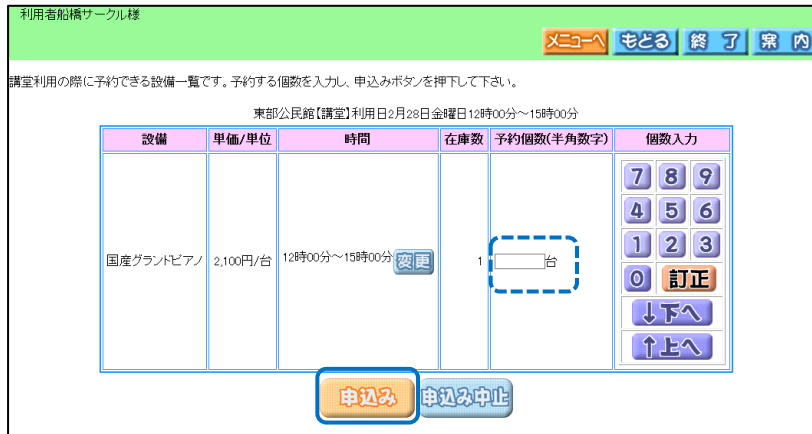 利用者船橋サークル様
メニューへ もどる 終了 案内
講堂利用の際に予約できる設備一覧です。予約する個数を入力し、申込みボタンを押下して下さい。
東部公民館【講堂】利用日2月28日金曜日12時00分～15時00分
設備 単価/単位 時間 在庫数 予約個数(半角数字) 個数入力
7 8 9
4 5 6
1 2 3
国産グランドピアノ 2,100円/台 12時00分～15時00分 変更 1 台
0 訂正
↓下へ
↑上へ
申込み 申込み中止